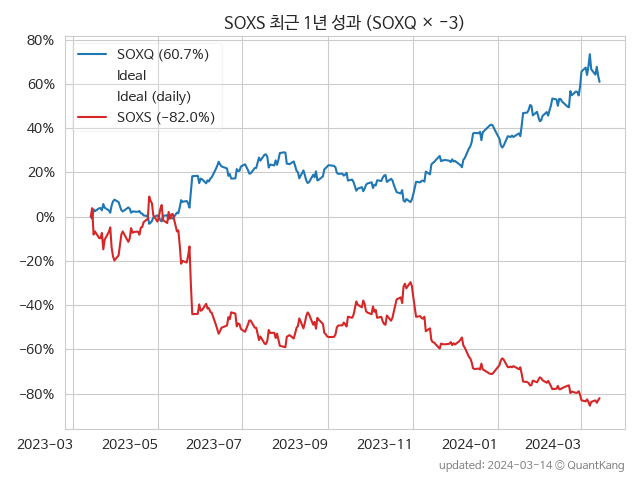 SOXS 최근 1년 성과 (SOXQ × −3)
80%
60%
40%
20%
0%
−20%
−40%
−60%
−80%
SOXQ (60.7%)
Ideal
Ideal (daily)
SOXS (−82.0%)
2023−03
2023−05
2023−07
2023−09
2023−11
2024−01
2024−03
updated: 2024-03-14 © QuantKang